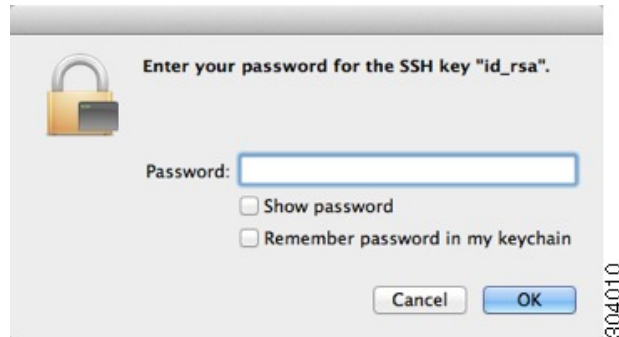 Enter your password for the SSH key "id_rsa".
Password:
Show password
Remember password in my keychain
Cancel
OK
304010